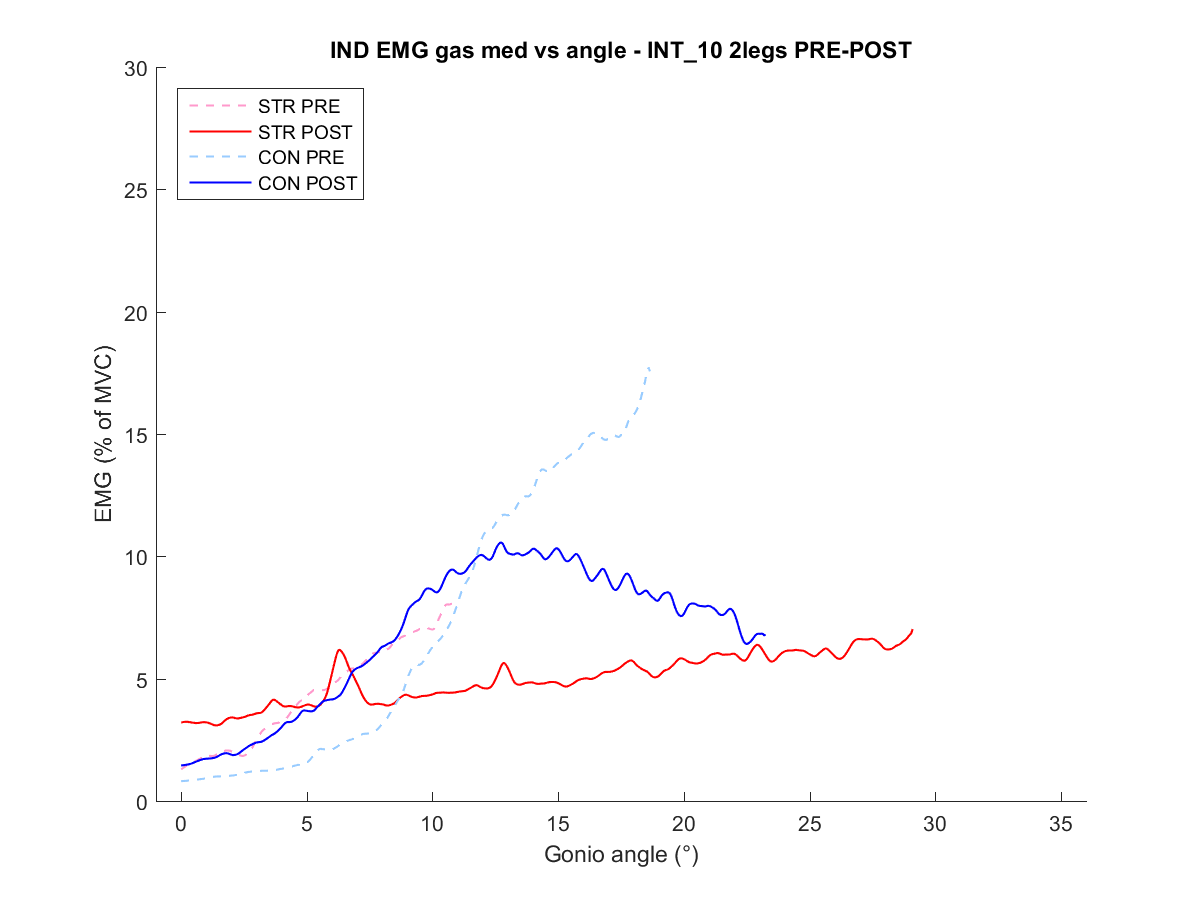 IND EMG gas med vs angle - INT_10 2legs PRE-POST
30
25
20
15
10
5
0
EMG (% of MVC)
STR PRE
STR POST
CON PRE
CON POST
0 5 10 15 20 25 30 35
Gonio angle (°)